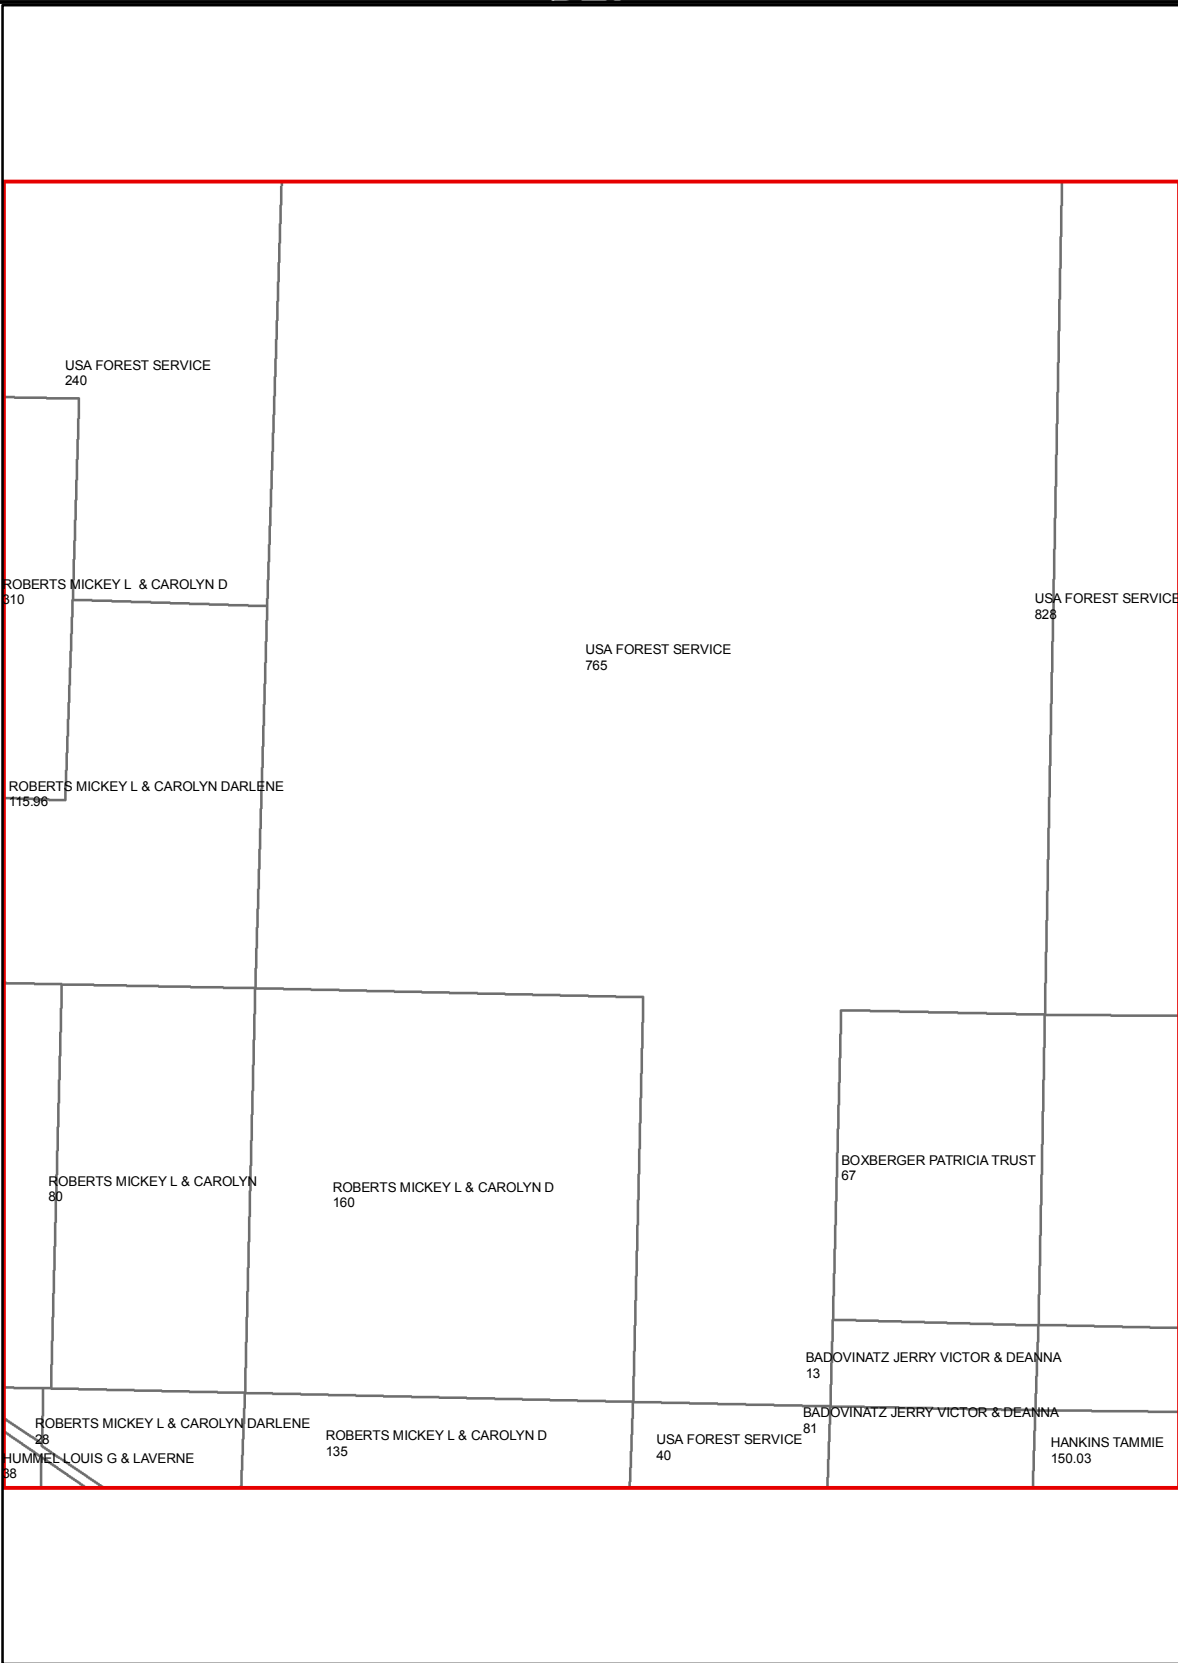 USA FOREST SERVICE
240
ROBERTS MICKEY L & CAROLYN D
310
USA FOREST SERVICE
828
USA FOREST SERVICE
765
ROBERTS MICKEY L & CAROLYN DARLENE
115.96
BOXBERGER PATRICIA TRUST
67
ROBERTS MICKEY L & CAROLYN
80
ROBERTS MICKEY L & CAROLYN D
160
BADOVINATZ JERRY VICTOR & DEANNA
13
BADOVINATZ JERRY VICTOR & DEANNA
81
ROBERTS MICKEY L & CAROLYN DARLENE
28
ROBERTS MICKEY L & CAROLYN D
135
USA FOREST SERVICE
40
HANKINS TAMMIE
150.03
HUMMEL LOUIS G & LAVERNE